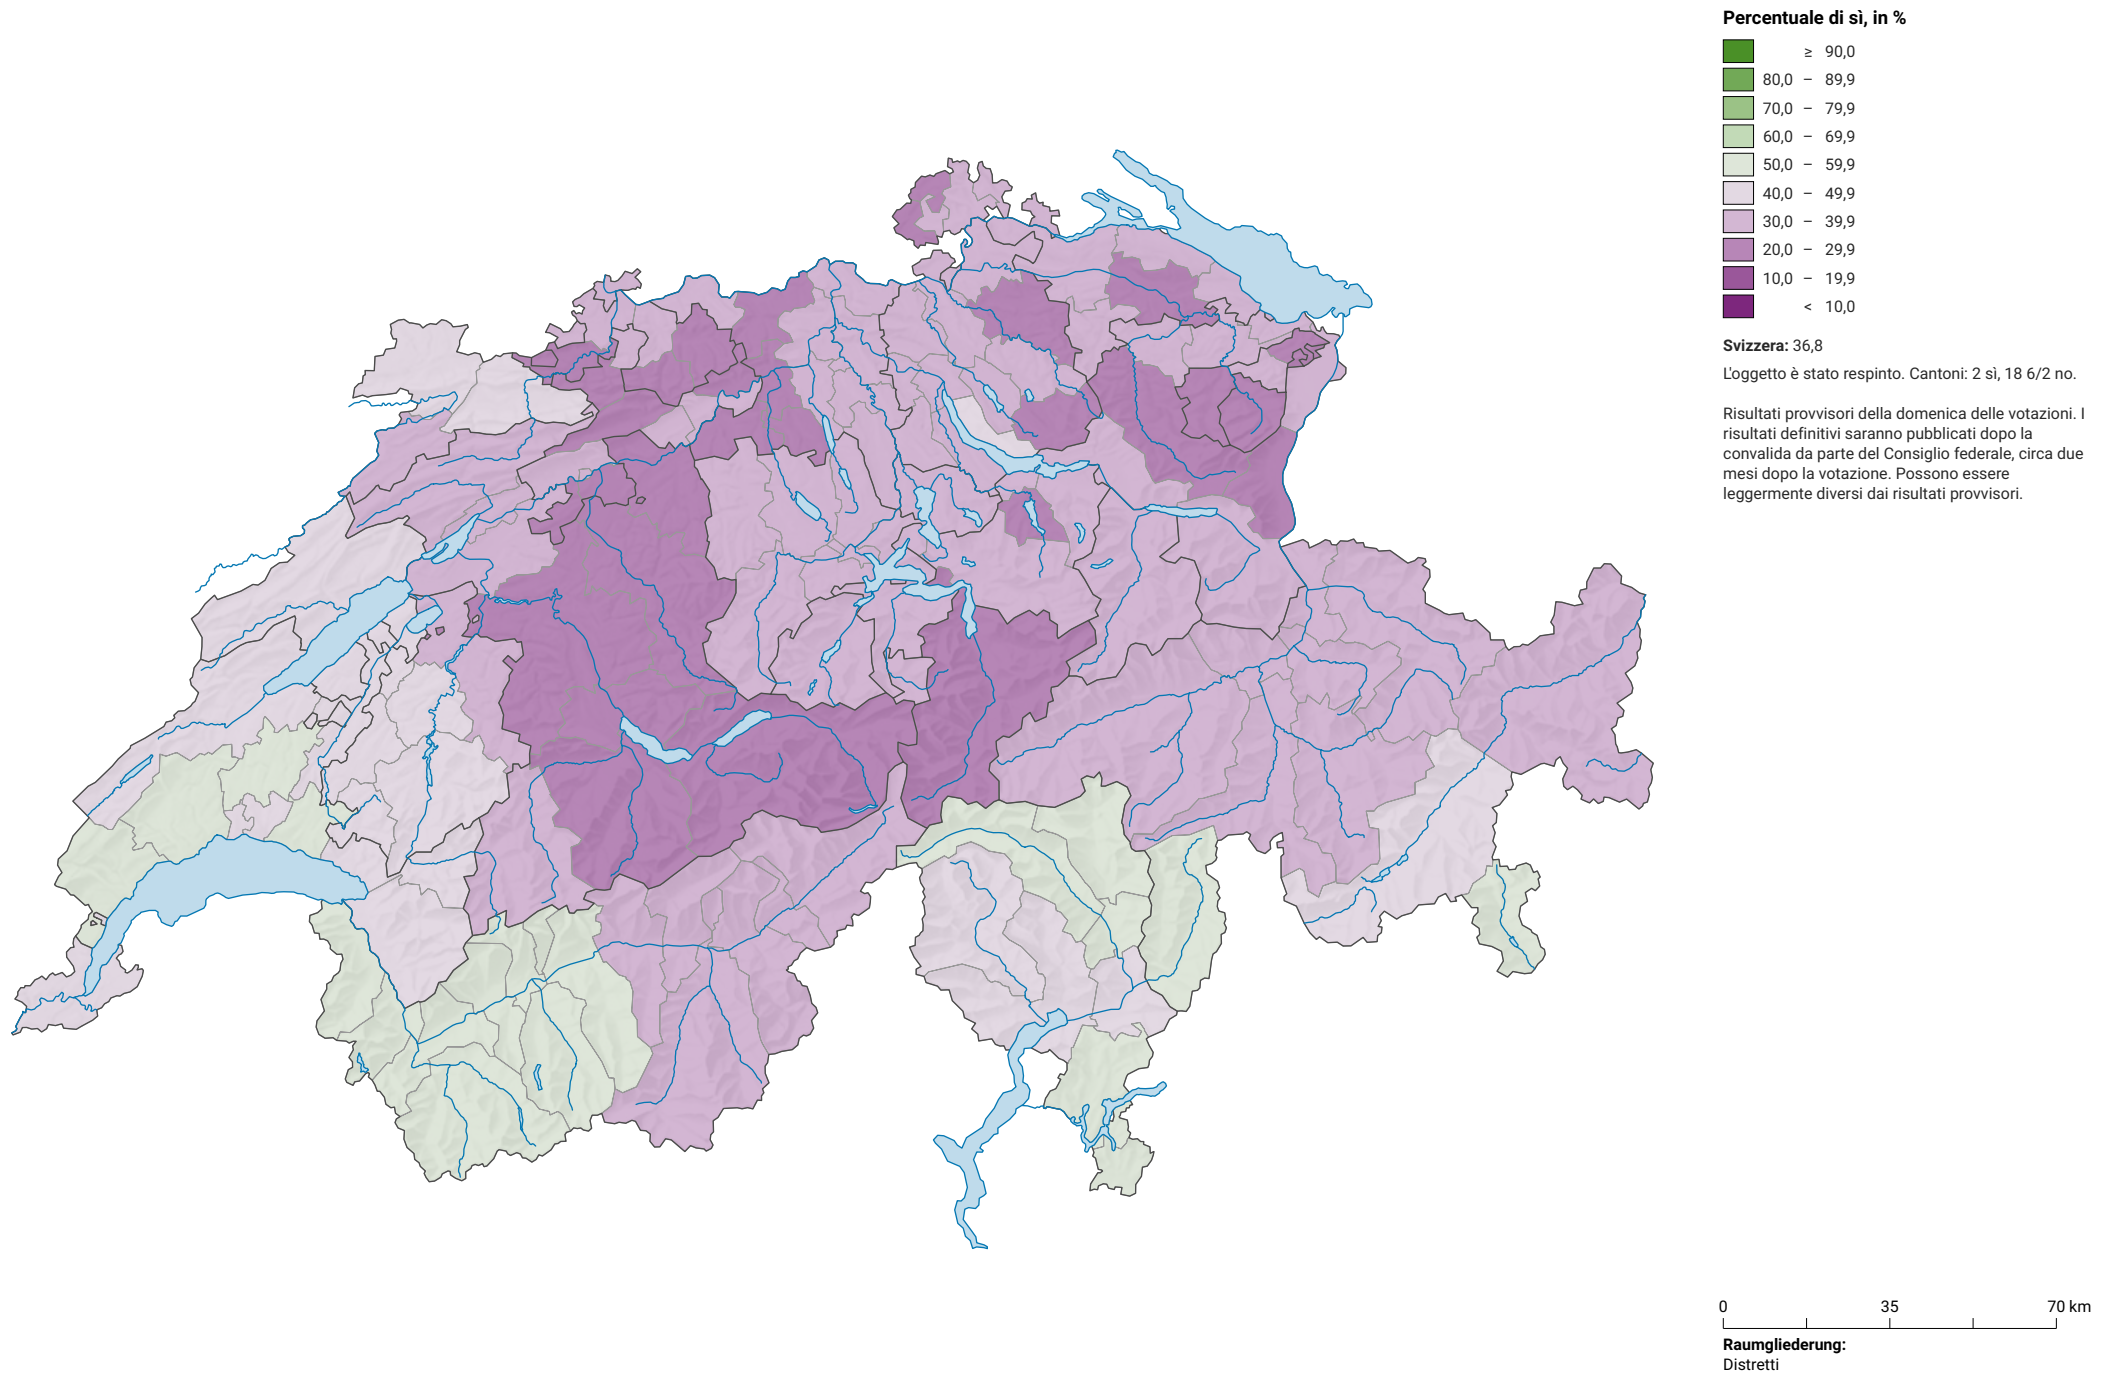 Percentuale di sì, in %
≥ 90,0
80,0 – 89,9
70,0 – 79,9
60,0 – 69,9
50,0 – 59,9
40,0 – 49,9
30,0 – 39,9
20,0 – 29,9
10,0 – 19,9
< 10,0
Svizzera: 36,8
L'oggetto è stato respinto. Cantoni: 2 sì, 18 6/2 no.
Risultati provvisori della domenica delle votazioni. I
risultati definitivi saranno pubblicati dopo la
convalida da parte del Consiglio federale, circa due
mesi dopo la votazione. Possono essere
leggermente diversi dai risultati provvisori.
0 35 70 km
Raumgliederung:
Distretti